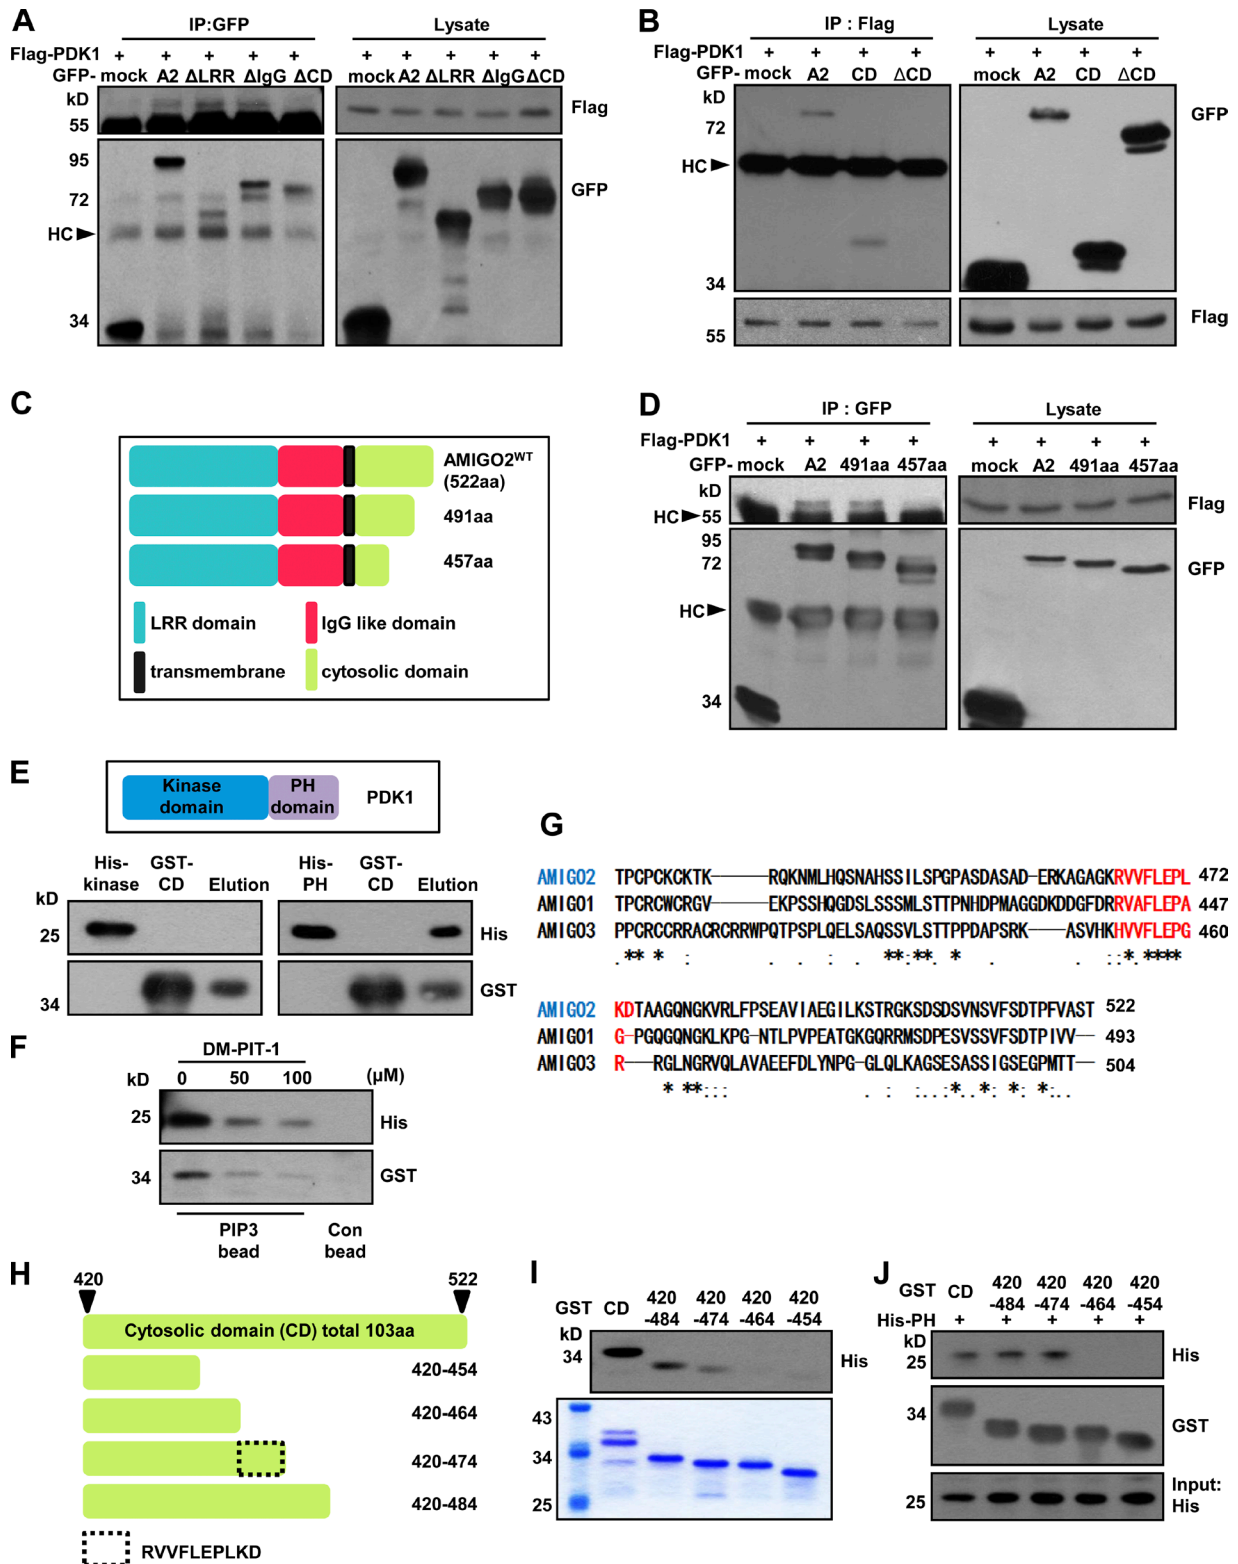 A
IP:GFP
Lysate
Flag-PDK1 + + + + + + + + + +
GFP- mock A2 ΔLRR ΔIgG ΔCD mock A2 ΔLRR ΔIgG ΔCD
kD
55
Flag
95
72
HC
34
GFP
B
IP : Flag
Lysate
Flag-PDK1 + + + + + + + +
GFP- mock A2 CD ΔCD mock A2 CD ΔCD
kD
72
HC
34
GFP
55
Flag
C
AMIGO2WT
(522aa)
491aa
457aa
LRR domain
IgG like domain
transmembrane
cytosolic domain
D
IP : GFP
Lysate
Flag-PDK1 + + + + + + + +
GFP- mock A2 491aa 457aa mock A2 491aa 457aa
kD
HC 55
Flag
95
72
HC
34
GFP
E
Kinase domain
PH domain
PDK1
His-kinase GST-CD Elution His-PH GST-CD Elution
kD
25
His
34
GST
F
DM-PIT-1
kD 0 50 100 (μM)
25
His
34
GST
PIP3 bead
Con bead
G
AMIGO2 TPCPCKCKTK------RQKNMLHQSNAHSSILSPGPASDASAD-ERKAGAGKRVVFLEPL 472
AMIGO1 TPCRCWCRGV------EKPSSHQGDSLSSSMLSTTPNHDPMAGGDKDDGFDRRVAFLEPA 447
AMIGO3 PPCRCCRRACRCRRWPQTPSPLQELSAQSSVLSTTPPDAPSRK----ASVHKHVVFLEPG 460
AMIGO2 KDTAAGQNGKVRLFPSEAVIAEGILKSTRGKSDSDSVNSVFSDTPFVAST 522
AMIGO1 G-PGQGQNGKLKPG-NTLPVPEATGKGQRRMSDPESVSSVFSDTPIVV-- 493
AMIGO3 R---RGLNGRVQLAVAEEFDLYNPG-GLQLKAGSESASSIGSEGPMTT-- 504
H
420
522
Cytosolic domain (CD) total 103aa
420-454
420-464
420-474
420-484
RVVFLEPLKD
I
GST CD 420-484 420-474 420-464 420-454
kD
34
His
43
34
25
J
GST CD 420-484 420-474 420-464 420-454
His-PH + + + + +
kD
25
His
34
GST
25
Input: His